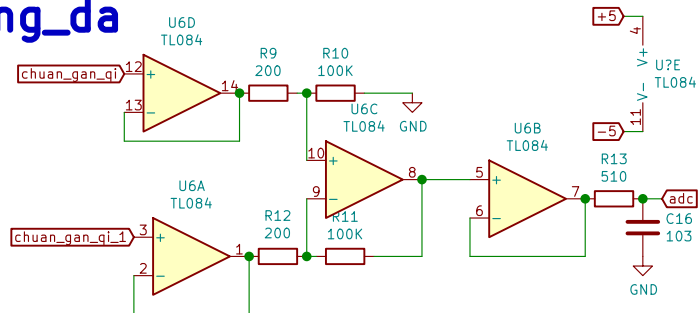 ng_da
U6D
TL084
chuan_gan_qi
12
+
13
−
14
R9
200
R10
100K
GND
+5
4
V+
U?E
TL084
V-
11
-5
U6C
TL084
10
+
9
−
8
U6B
TL084
5
+
6
−
7
R13
510
adc
C16
103
GND
U6A
TL084
chuan_gan_qi_1
3
+
2
−
1
R12
200
R11
100K